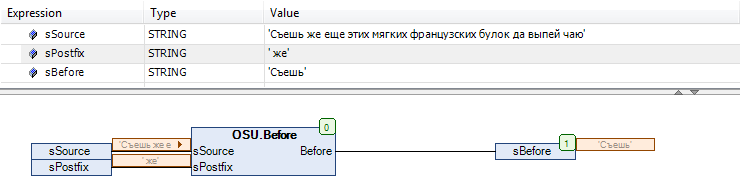 Expression Type Value
sSource STRING 'Съешь же еще этих мягких французских булок да выпей чаю'
sPostfix STRING ' же'
sBefore STRING 'Съешь'
0
OSU.Before
sSource 'Съешь же е sSource Before sBefore 1 'Съешь'
sPostfix ' же' sPostfix